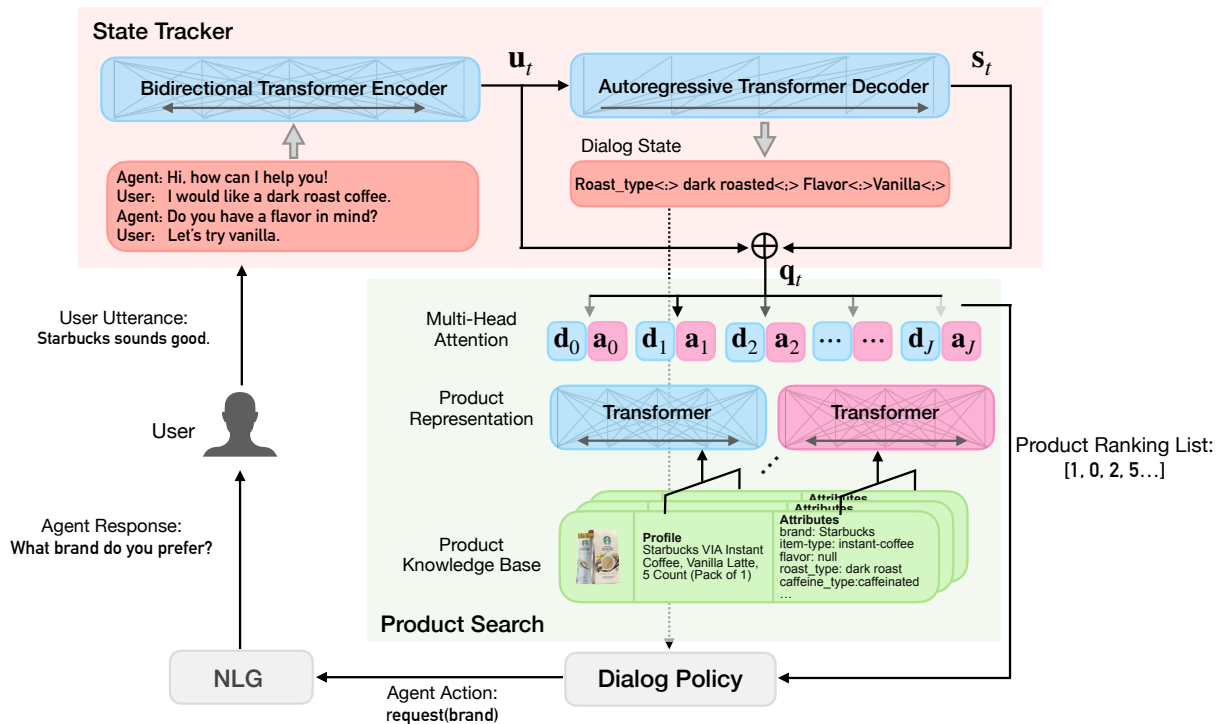 State Tracker
Bidirectional Transformer Encoder
u_t
Autoregressive Transformer Decoder
s_t
Dialog State
Roast_type<:> dark roasted<;> Flavor<:>Vanilla<;>
Agent: Hi, how can I help you!
User: I would like a dark roast coffee.
Agent: Do you have a flavor in mind?
User: Let's try vanilla.
q_t
User Utterance:
Starbucks sounds good.
Multi-Head
Attention
d_0 a_0 d_1 a_1 d_2 a_2 ... ... d_J a_J
Product
Representation
Transformer
Transformer
User
Product Ranking List:
[1, 0, 2, 5...]
Agent Response:
What brand do you prefer?
Product
Knowledge Base
Profile
Starbucks VIA Instant
Coffee, Vanilla Latte,
5 Count (Pack of 1)
Attributes
Attributes
Attributes
brand: Starbucks
item-type: instant-coffee
flavor: null
roast_type: dark roast
caffeine_type:caffeinated
...
Product Search
NLG
Agent Action:
request(brand)
Dialog Policy